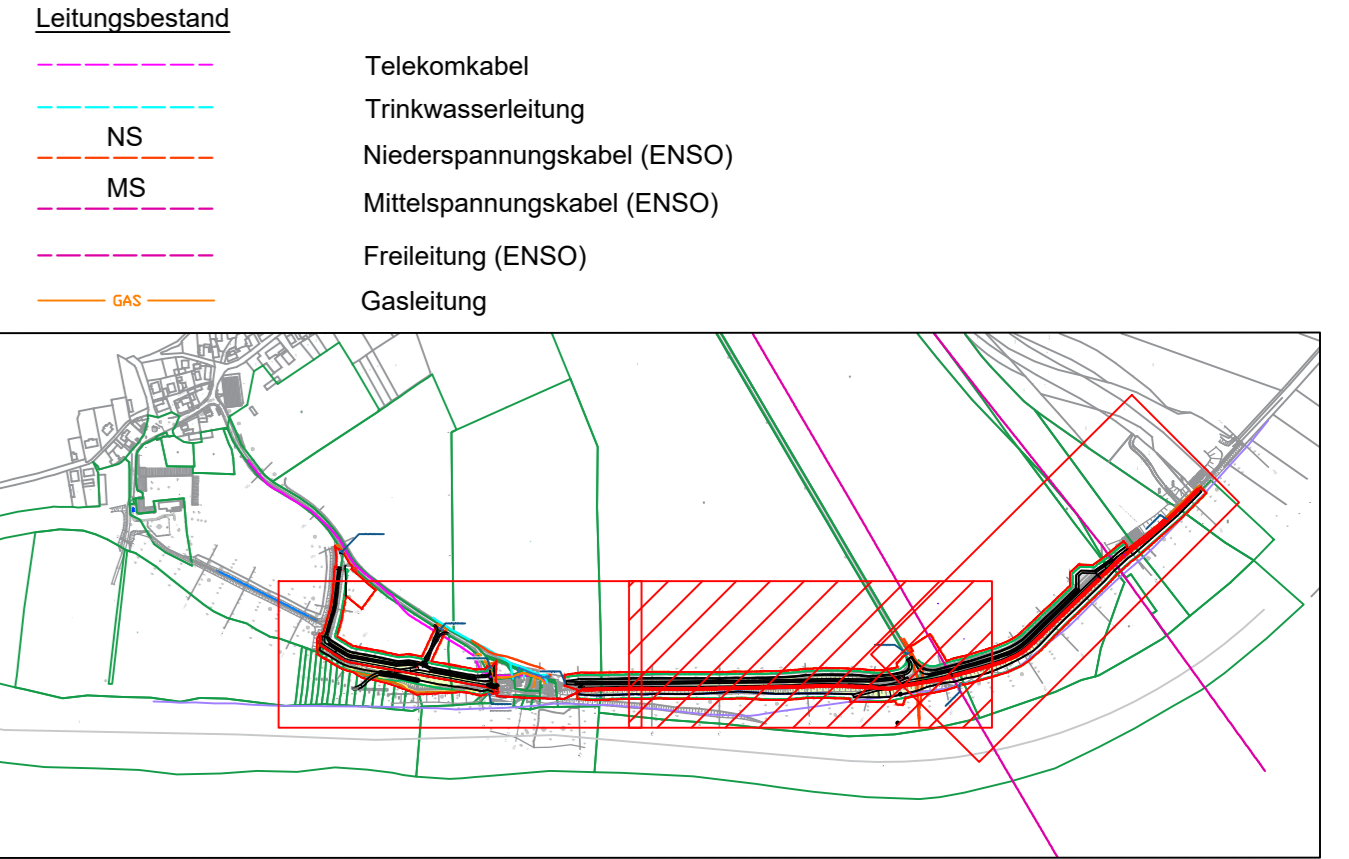 Leitungsbestand
Telekomkabel
Trinkwasserleitung
NS
Niederspannungskabel (ENSO)
MS
Mittelspannungskabel (ENSO)
Freileitung (ENSO)
GAS
Gasleitung